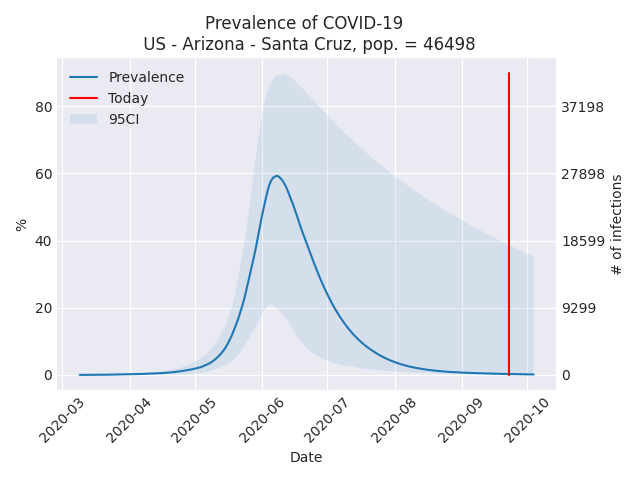 Prevalence of COVID-19
US - Arizona - Santa Cruz, pop. = 46498
Prevalence
Today
95CI
80
60
40
20
0
%
37198
27898
18599
9299
0
# of infections
2020-03
2020-04
2020-05
2020-06
2020-07
2020-08
2020-09
2020-10
Date